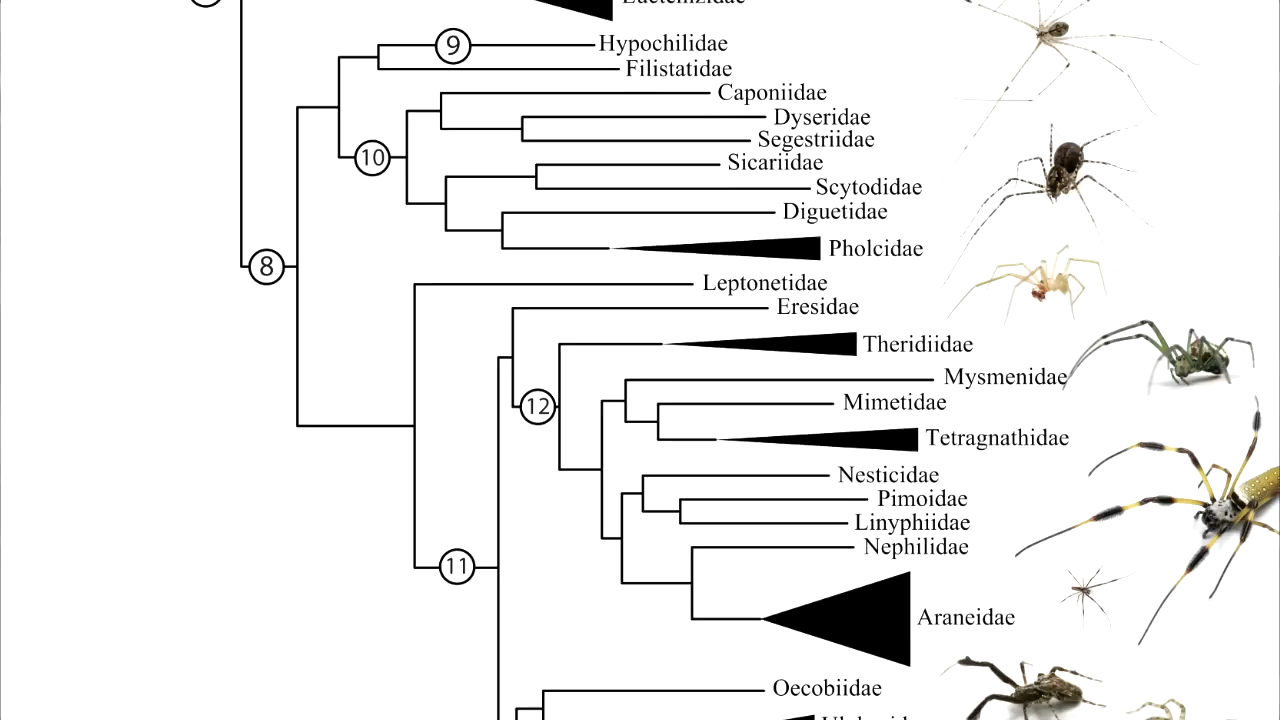 9
Hypochilidae
Filistatidae
Caponiidae
Dyseridae
Segestriidae
10
Sicariidae
Scytodidae
Diguetidae
Pholcidae
8
Leptonetidae
Eresidae
Theridiidae
Mysmenidae
12
Mimetidae
Tetragnathidae
Nesticidae
Pimoidae
Linyphiidae
Nephilidae
11
Araneidae
Oecobiidae